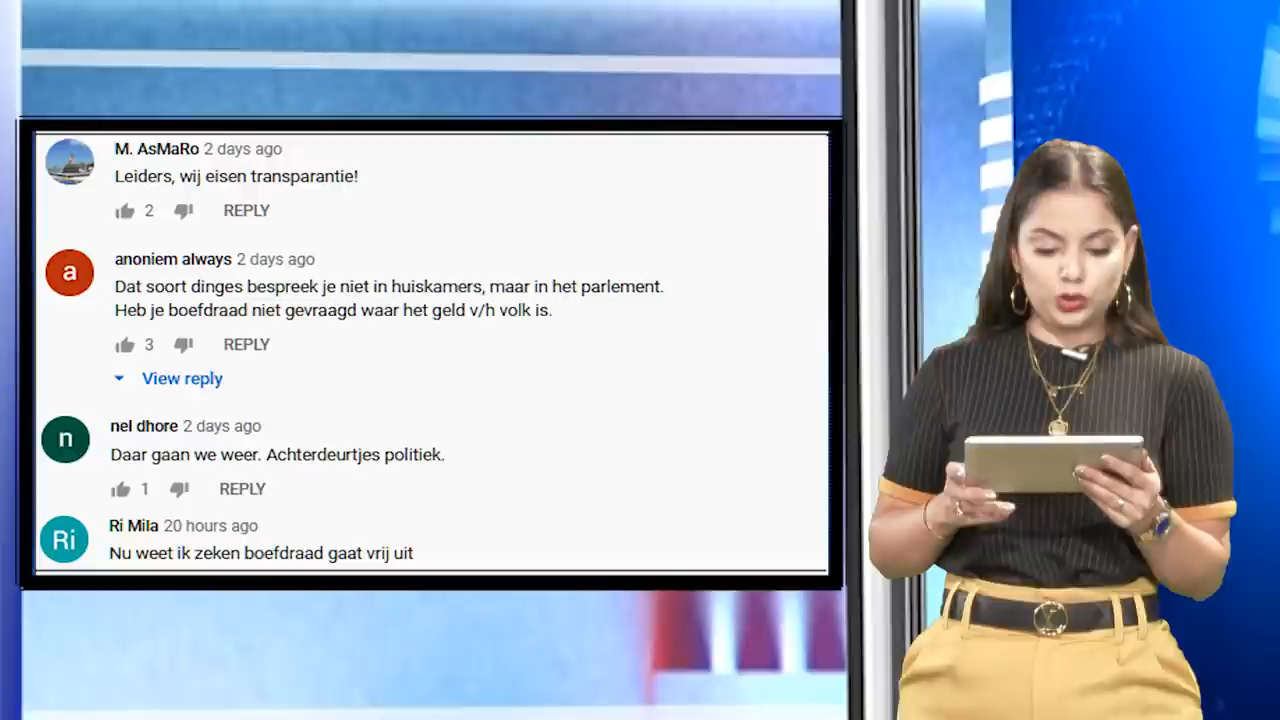 M. AsMaRo 2 days ago
Leiders, wij eisen transparantie!
2 REPLY
a
anoniem always 2 days ago
Dat soort dinges bespreek je niet in huiskamers, maar in het parlement.
Heb je boefdraad niet gevraagd waar het geld v/h volk is.
3 REPLY
View reply
n
nel dhore 2 days ago
Daar gaan we weer. Achterdeurtjes politiek.
1 REPLY
Ri
Ri Mila 20 hours ago
Nu weet ik zeken boefdraad gaat vrij uit